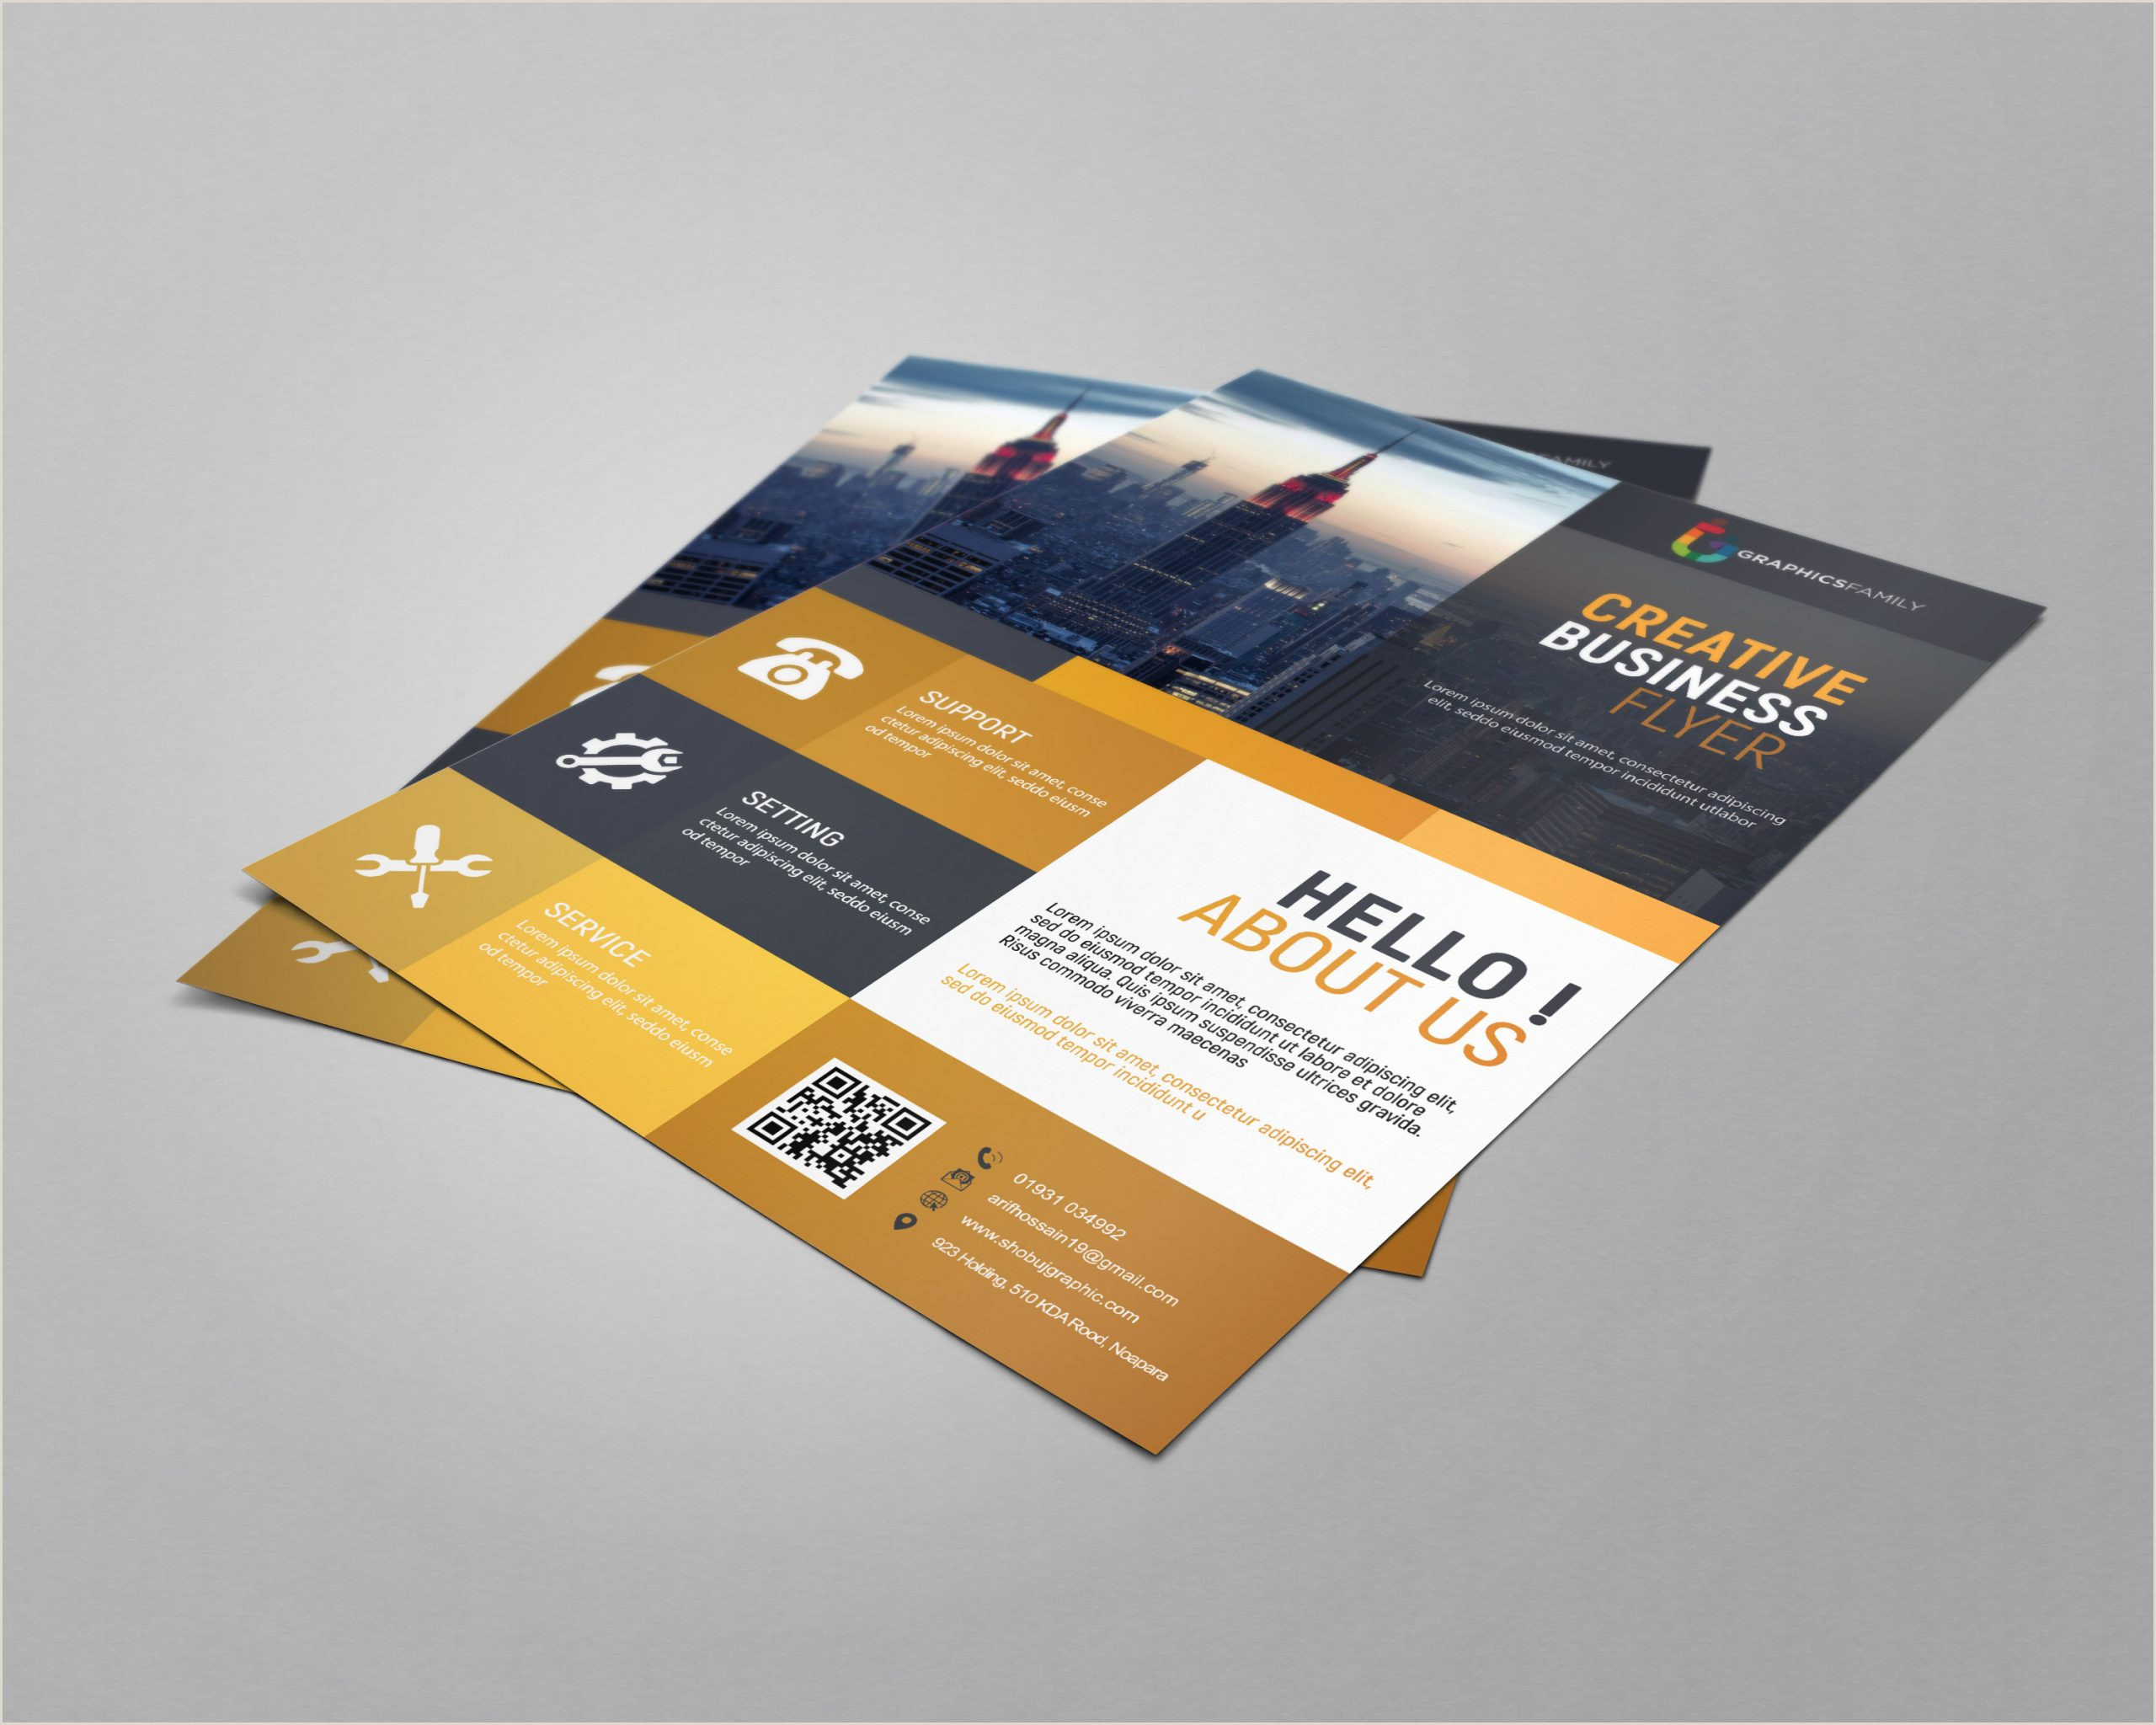 AMILY
GRAPHICSFAMILY
CREATIVE
BUSINESS
FLYER
Lorem ipsum dolor sit amet, consectetur adipiscing
elit, seddo eiusmod tempor incididunt utlabor
SUPPORT
Lorem ipsum dolor sit amet, conse
ctetur adipiscing elit, seddo eiusm
od tempor
SETTING
Lorem ipsum dolor sit amet, conse
ctetur adipiscing elit, seddo eiusm
od tempor
SERVICE
Lorem ipsum dolor sit amet, conse
ctetur adipiscing elit, seddo eiusm
od tempor
HELLO !
ABOUT US
Lorem ipsum dolor sit amet, consectetur adipiscing elit,
sed do eiusmod tempor incididunt ut labore et dolore
magna aliqua. Quis ipsum suspendisse ultrices gravida.
Risus commodo viverra maecenas
Lorem ipsum dolor sit amet, consectetur adipiscing elit,
sed do eiusmod tempor incididunt u
01931 034992
arifhossain19@gmail.com
www.shobujgraphic.com
923 Holding, 510 KDA Rood, Noapara